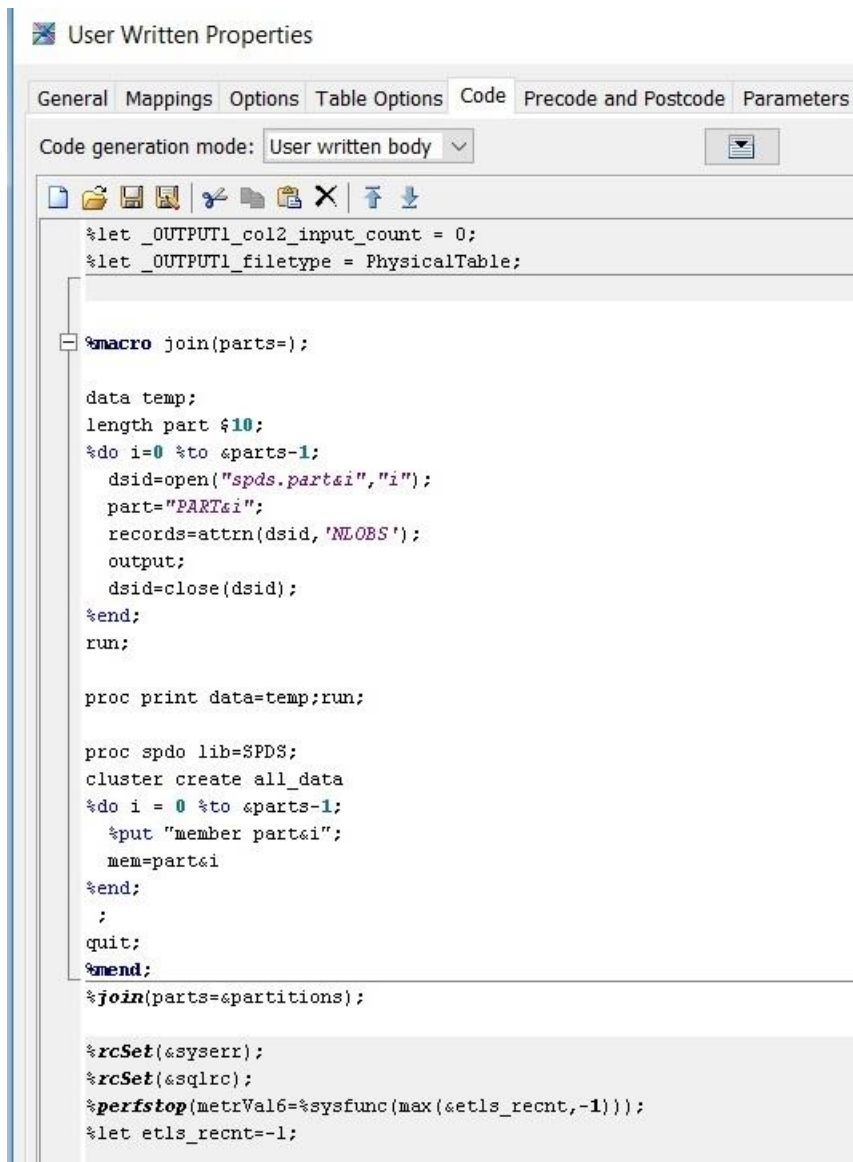 User Written Properties
General Mappings Options Table Options Code Precode and Postcode Parameters
Code generation mode: User written body
%let _OUTPUT1_col2_input_count = 0;
%let _OUTPUT1_filetype = PhysicalTable;
%macro join(parts=);
data temp;
length part $10;
%do i=0 %to &parts-1;
dsid=open("spds.part&i","i");
part="PART&i";
records=attrn(dsid,'NLOBS');
output;
dsid=close(dsid);
%end;
run;
proc print data=temp;run;
proc spdo lib=SPDS;
cluster create all_data
%do i = 0 %to &parts-1;
%put "member part&i";
mem=part&i
%end;
;
quit;
%mend;
%join(parts=&partitions);
%rcSet(&syserr);
%rcSet(&sqlrc);
%perfstop(metrVal6=%sysfunc(max(&etls_recnt,-1)));
%let etls_recnt=-1;